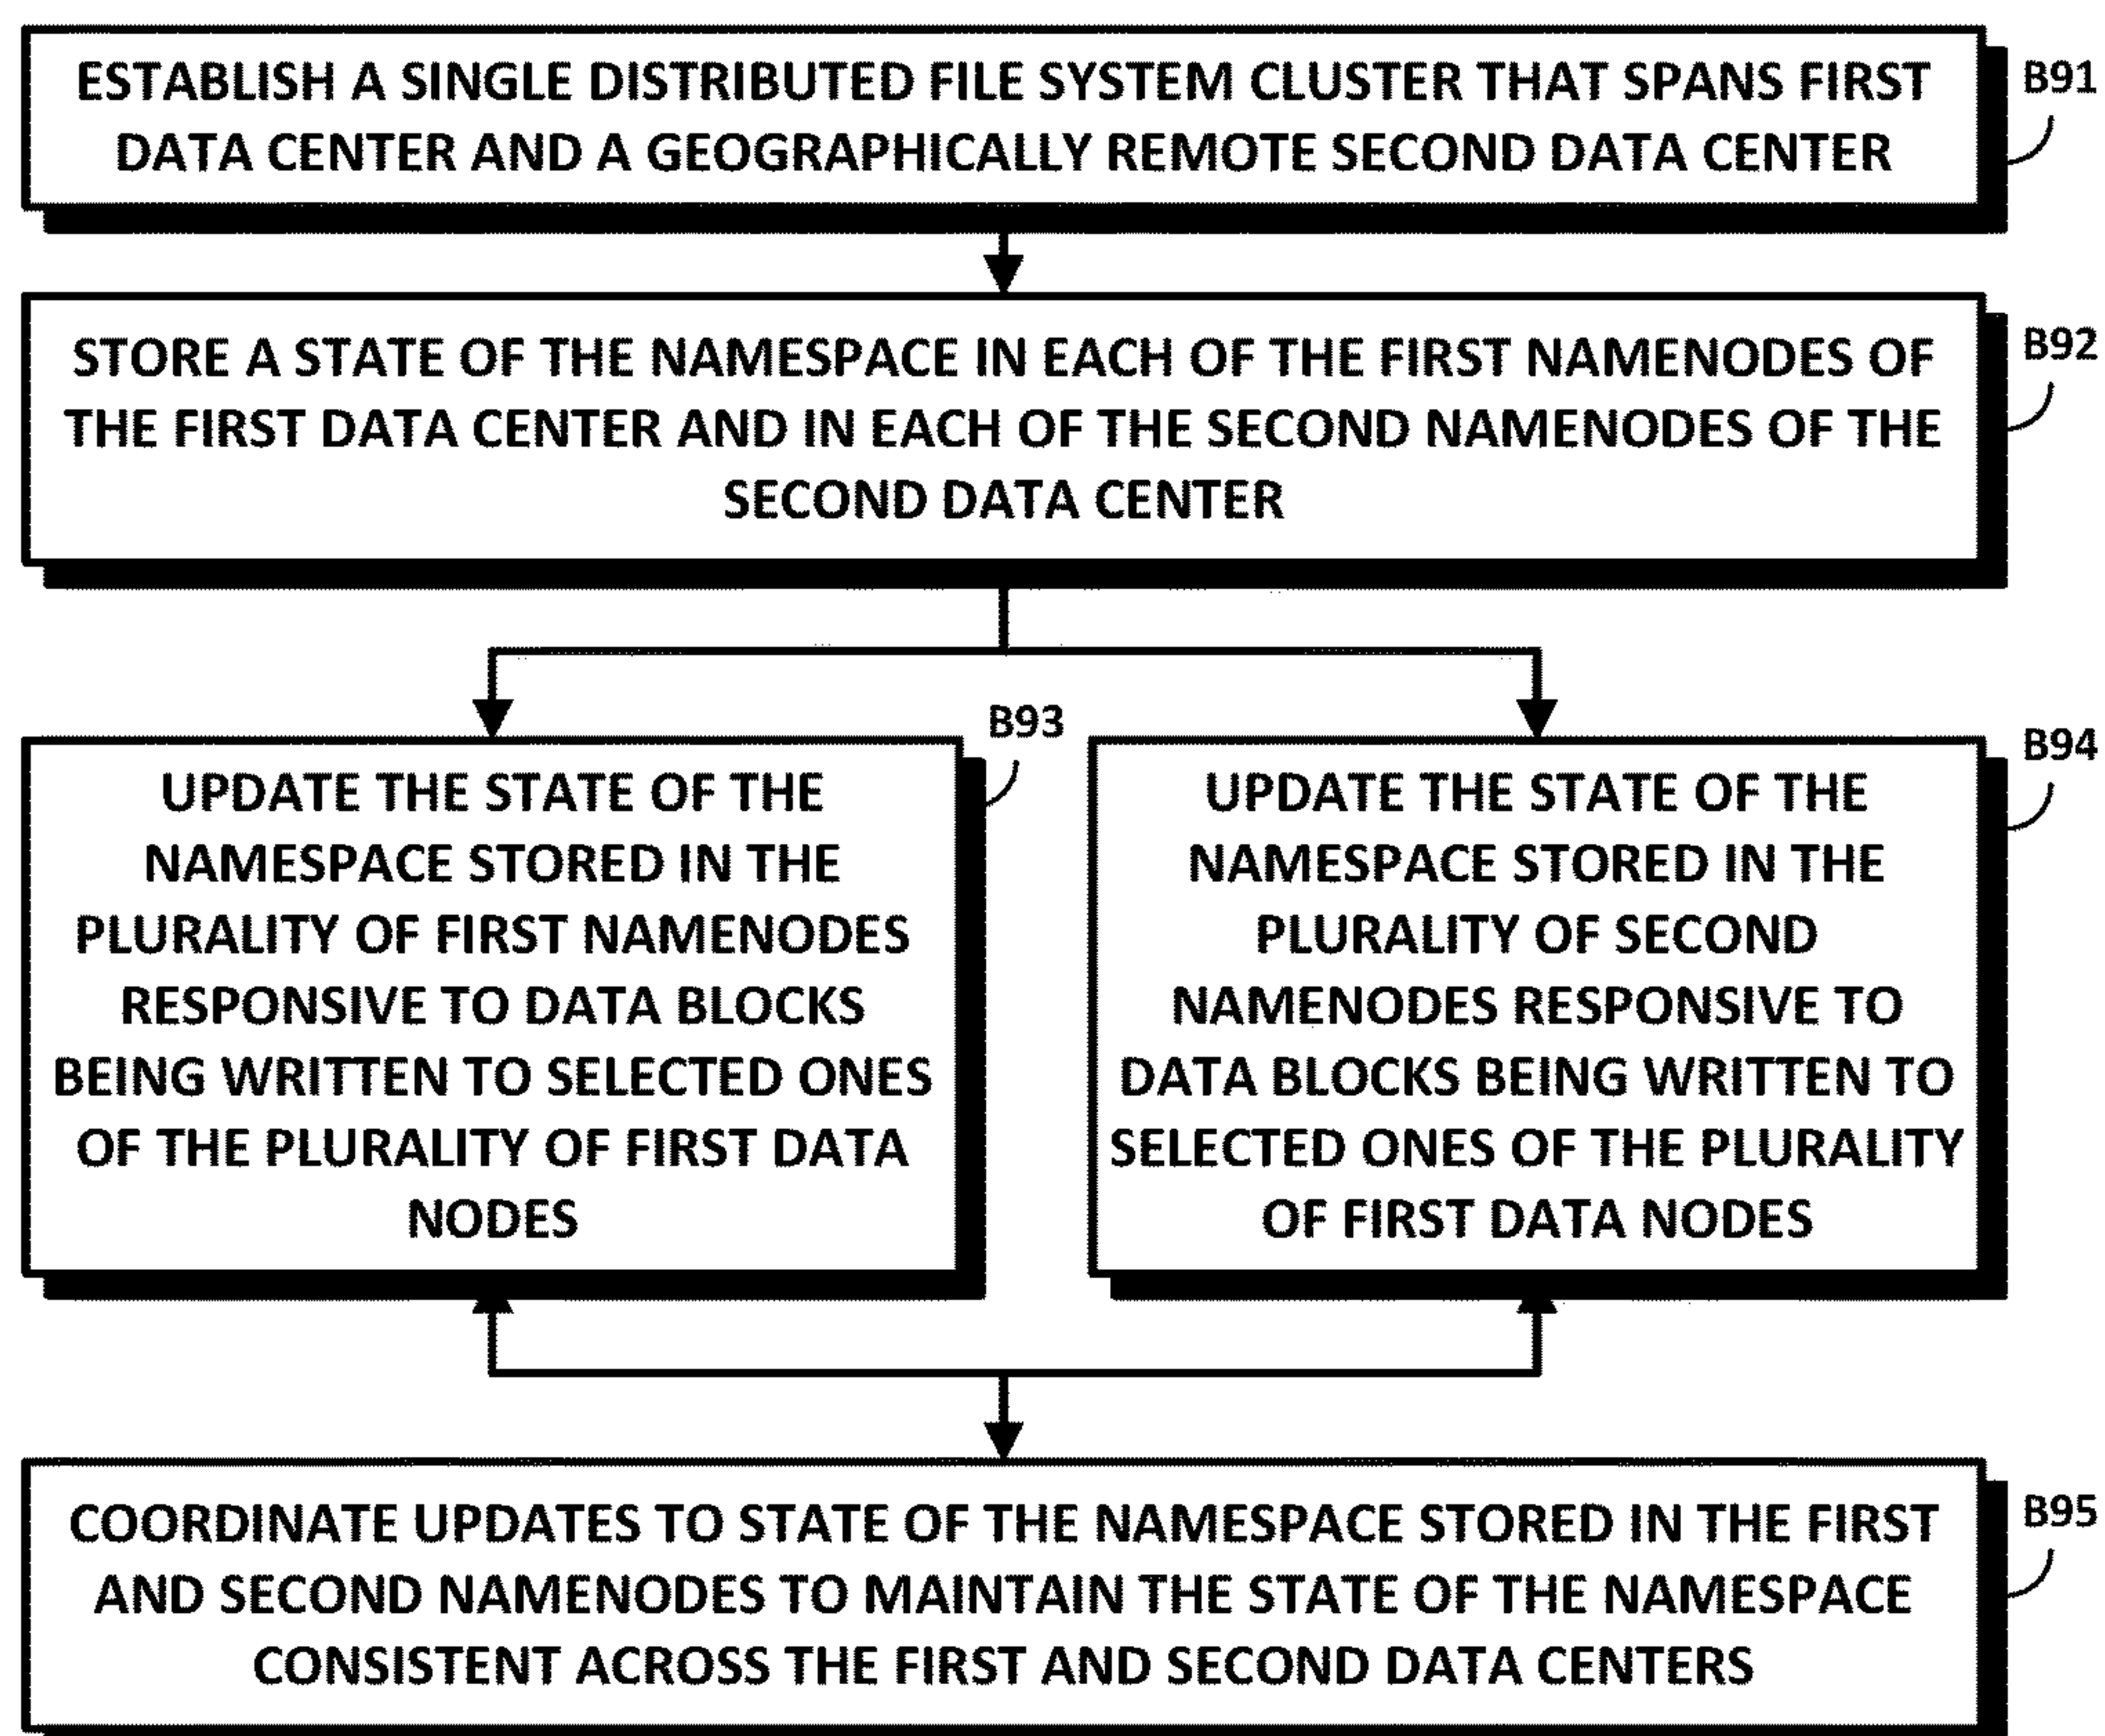 ESTABLISH A SINGLE DISTRIBUTED FILE SYSTEM CLUSTER THAT SPANS FIRST
DATA CENTER AND A GEOGRAPHICALLY REMOTE SECOND DATA CENTER
B91
STORE A STATE OF THE NAMESPACE IN EACH OF THE FIRST NAMENODES OF
THE FIRST DATA CENTER AND IN EACH OF THE SECOND NAMENODES OF THE
SECOND DATA CENTER
B92
UPDATE THE STATE OF THE
NAMESPACE STORED IN THE
PLURALITY OF FIRST NAMENODES
RESPONSIVE TO DATA BLOCKS
BEING WRITTEN TO SELECTED ONES
OF THE PLURALITY OF FIRST DATA
NODES
B93
UPDATE THE STATE OF THE
NAMESPACE STORED IN THE
PLURALITY OF SECOND
NAMENODES RESPONSIVE TO
DATA BLOCKS BEING WRITTEN TO
SELECTED ONES OF THE PLURALITY
OF FIRST DATA NODES
B94
COORDINATE UPDATES TO STATE OF THE NAMESPACE STORED IN THE FIRST
AND SECOND NAMENODES TO MAINTAIN THE STATE OF THE NAMESPACE
CONSISTENT ACROSS THE FIRST AND SECOND DATA CENTERS
B95